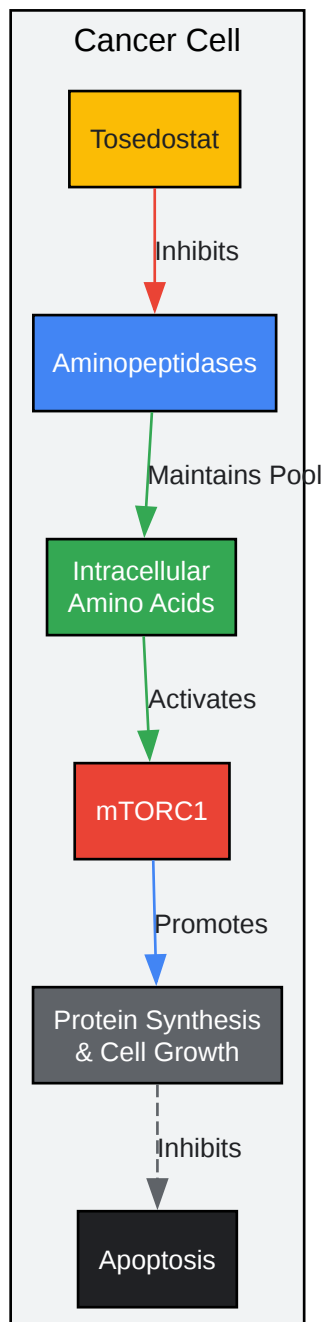 Cancer Cell
Tosedostat
Inhibits
Aminopeptidases
Maintains Pool
Intracellular
Amino Acids
Activates
mTORC1
Promotes
Protein Synthesis
& Cell Growth
Inhibits
Apoptosis